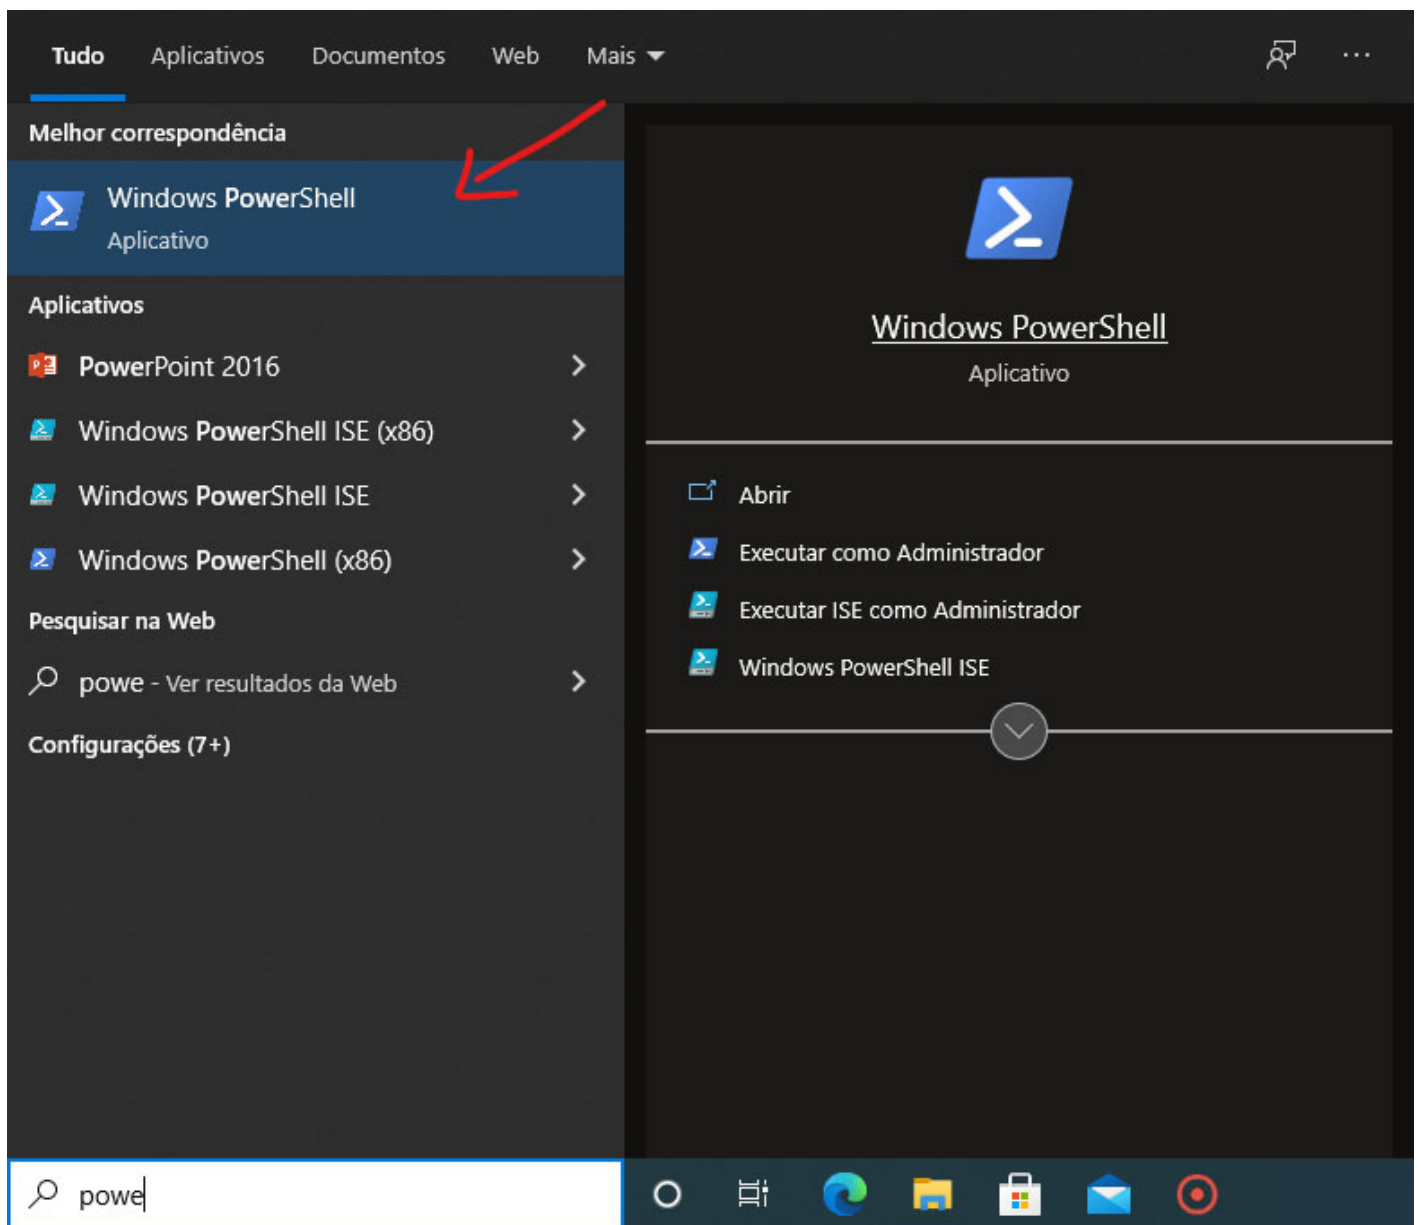 Tudo Aplicativos Documentos Web Mais
Melhor correspondência
Windows PowerShell
Aplicativo
Aplicativos
PowerPoint 2016
Windows PowerShell ISE (x86)
Windows PowerShell ISE
Windows PowerShell (x86)
Pesquisar na Web
powe - Ver resultados da Web
Configurações (7+)
Windows PowerShell
Aplicativo
Abrir
Executar como Administrador
Executar ISE como Administrador
Windows PowerShell ISE
powe